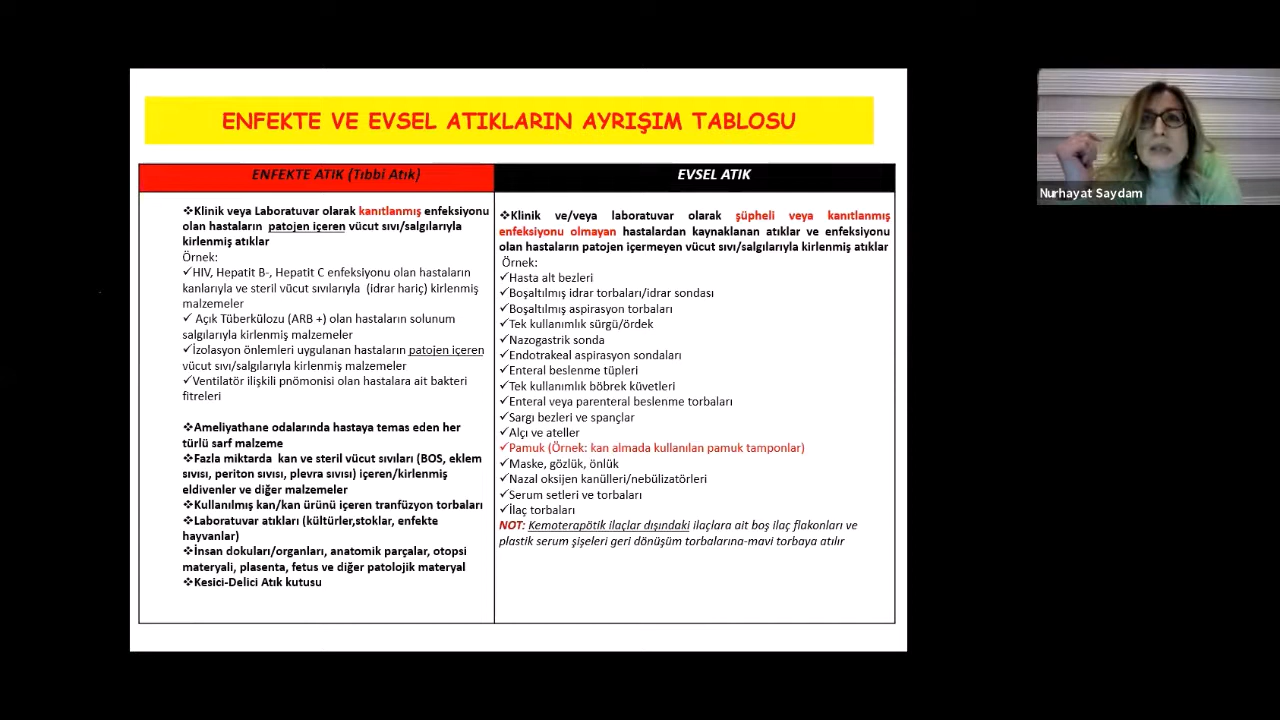 ENFEKTE VE EVSEL ATIKLARIN AYRIŞIM TABLOSU
ENFEKTE ATIK (Tıbbi Atık)
❖Klinik veya Laboratuvar olarak kanıtlanmış enfeksiyonu
olan hastaların patojen içeren vücut sıvı/salgılarıyla
kirlenmiş atıklar
Örnek:
✓HIV, Hepatit B-, Hepatit C enfeksiyonu olan hastaların
kanlarıyla ve steril vücut sıvılarıyla (idrar hariç) kirlenmiş
malzemeler
✓ Açık Tüberkülozu (ARB +) olan hastaların solunum
salgılarıyla kirlenmiş malzemeler
✓İzolasyon önlemleri uygulanan hastaların patojen içeren
vücut sıvı/salgılarıyla kirlenmiş malzemeler
✓Ventilatör ilişkili pnömonisi olan hastalara ait bakteri
fitreleri
❖Ameliyathane odalarında hastaya temas eden her
türlü sarf malzeme
❖Fazla miktarda kan ve steril vücut sıvıları (BOS, eklem
sıvısı, periton sıvısı, plevra sıvısı) içeren/kirlenmiş
eldivenler ve diğer malzemeler
❖Kullanılmış kan/kan ürünü içeren tranfüzyon torbaları
❖Laboratuvar atıkları (kültürler,stoklar, enfekte
hayvanlar)
❖İnsan dokuları/organları, anatomik parçalar, otopsi
materyali, plasenta, fetus ve diğer patolojik materyal
❖Kesici-Delici Atık kutusu
EVSEL ATIK
❖Klinik ve/veya laboratuvar olarak şüpheli veya kanıtlanmış
enfeksiyonu olmayan hastalardan kaynaklanan atıklar ve enfeksiyonu
olan hastaların patojen içermeyen vücut sıvı/salgılarıyla kirlenmiş atıklar
Örnek:
✓Hasta alt bezleri
✓Boşaltılmış idrar torbaları/idrar sondası
✓Boşaltılmış aspirasyon torbaları
✓Tek kullanımlık sürgü/ördek
✓Nazogastrik sonda
✓Endotrakeal aspirasyon sondaları
✓Enteral beslenme tüpleri
✓Tek kullanımlık böbrek küvetleri
✓Enteral veya parenteral beslenme torbaları
✓Sargı bezleri ve spançlar
✓Alçı ve ateller
✓Pamuk (Örnek: kan almada kullanılan pamuk tamponlar)
✓Maske, gözlük, önlük
✓Nazal oksijen kanülleri/nebülizatörleri
✓Serum setleri ve torbaları
✓İlaç torbaları
NOT: Kemoterapötik ilaçlar dışındaki ilaçlara ait boş ilaç flakonları ve
plastik serum şişeleri geri dönüşüm torbalarına-mavi torbaya atılır
Nurhayat Saydam